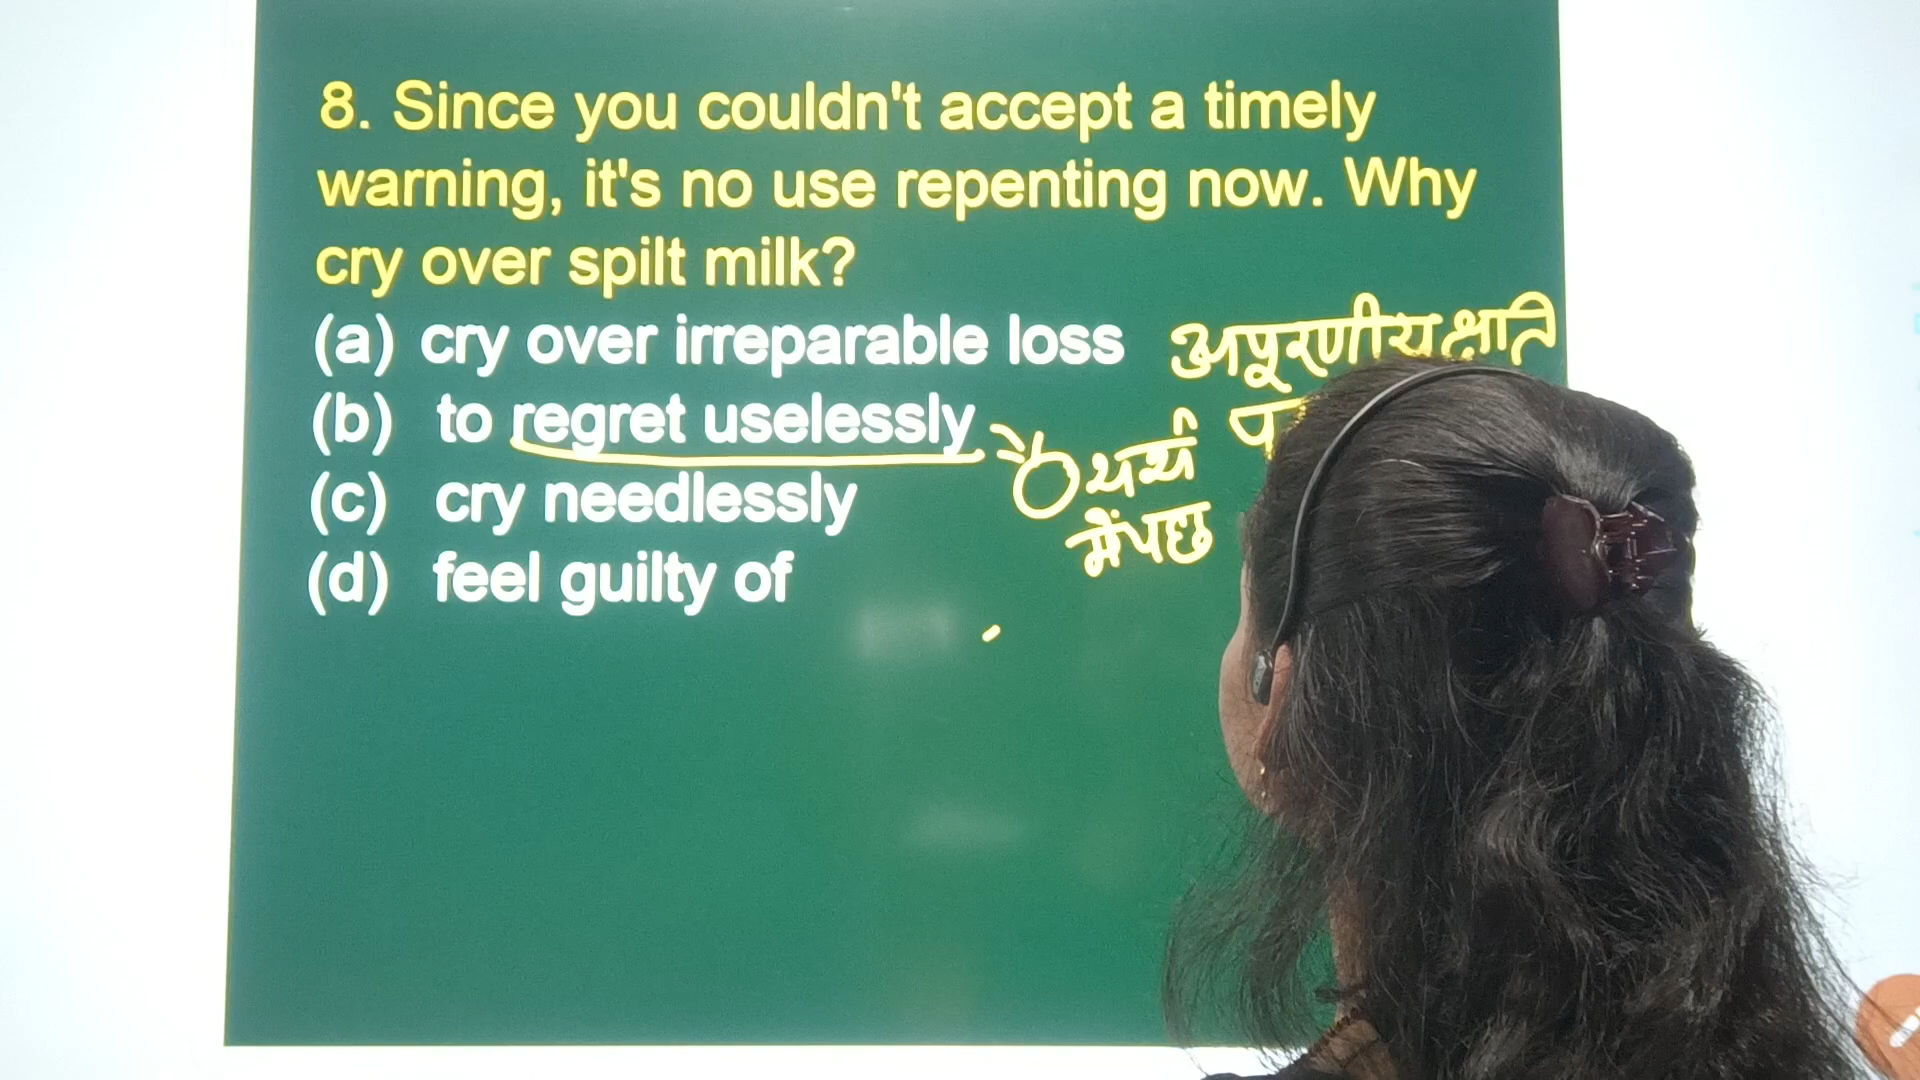 8. Since you couldn't accept a timely
warning, it's no use repenting now. Why
cry over spilt milk?
(a) cry over irreparable loss अपूरणीय क्षति
(b) to regret uselessly
(c) cry needlessly
में पछ
(d) feel guilty of